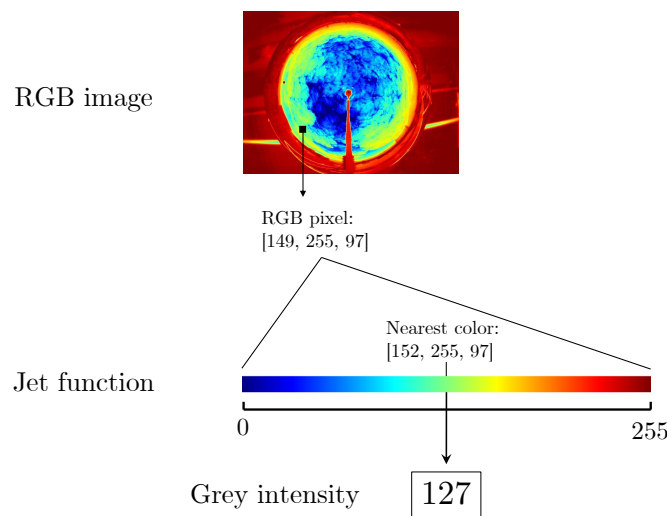 RGB image
RGB pixel:
[149, 255, 97]
Nearest color:
[152, 255, 97]
Jet function
0
255
Grey intensity
127